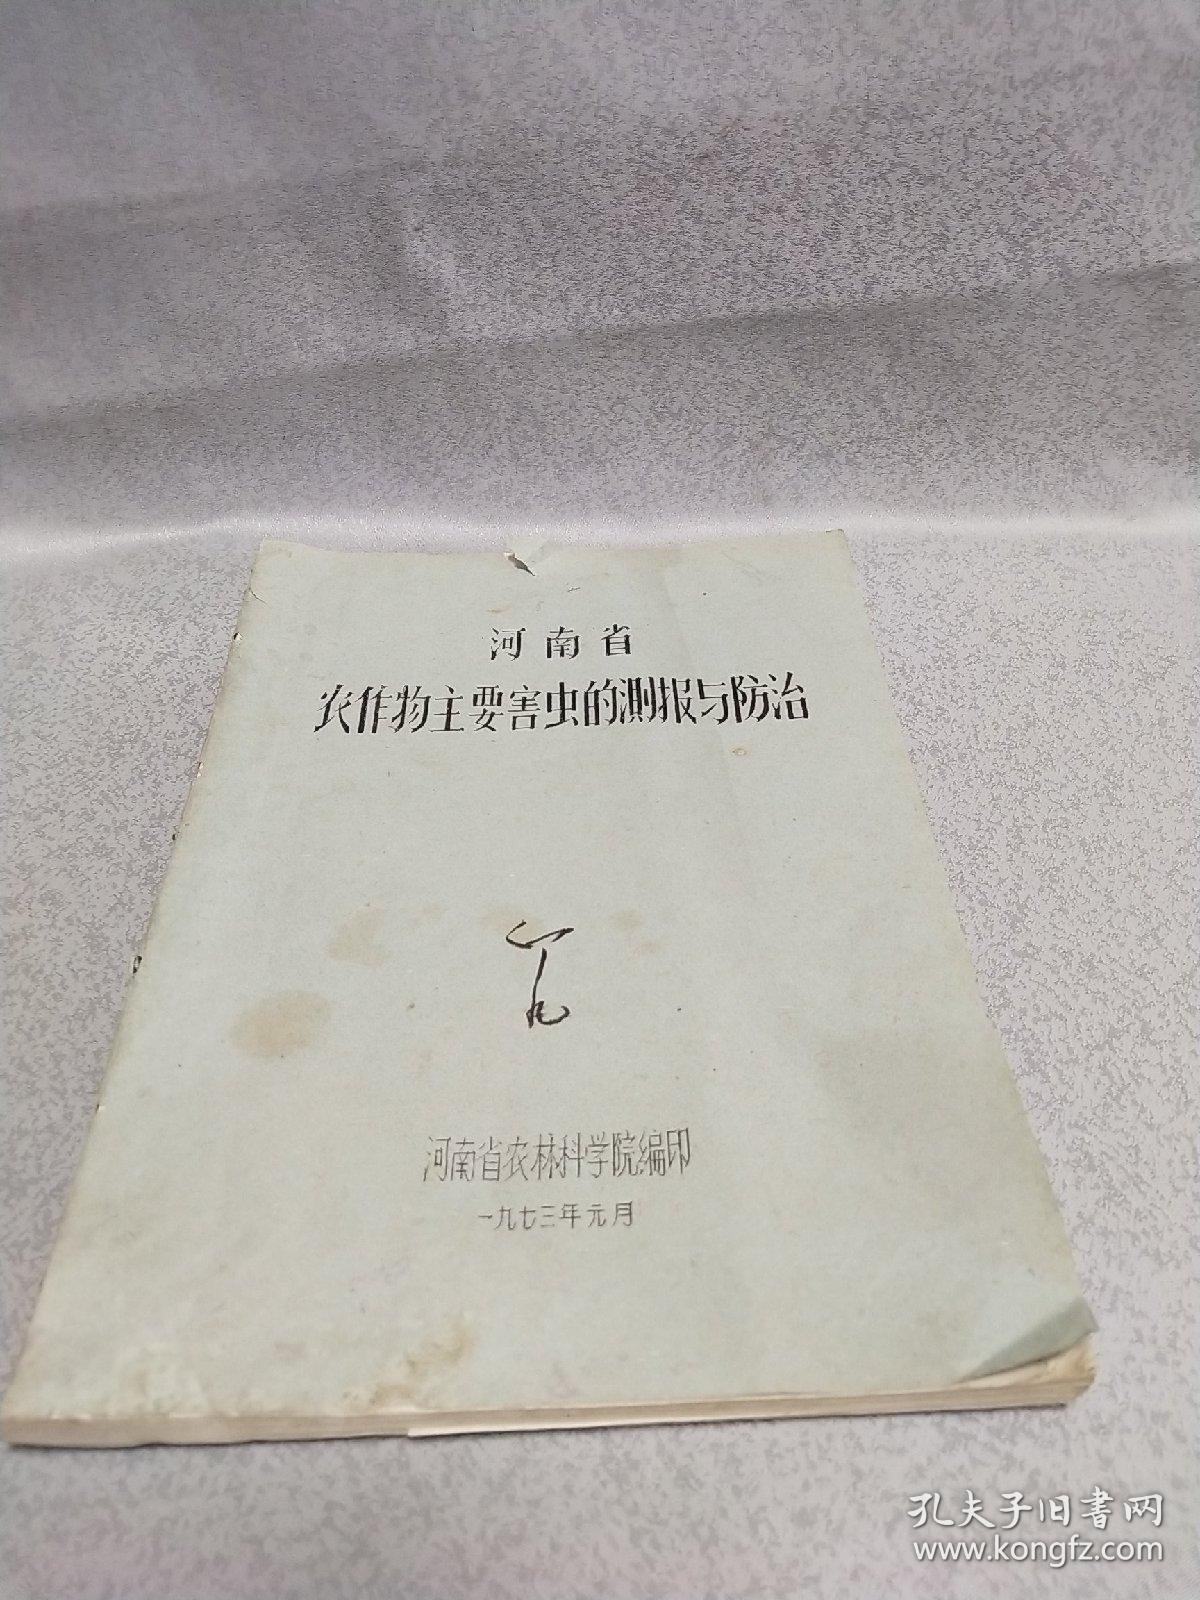 河南省
农作物主要害虫的测报与防治
河南省农林科学院编印
一九七三年元月
孔夫子旧書网
www.kongfz.com